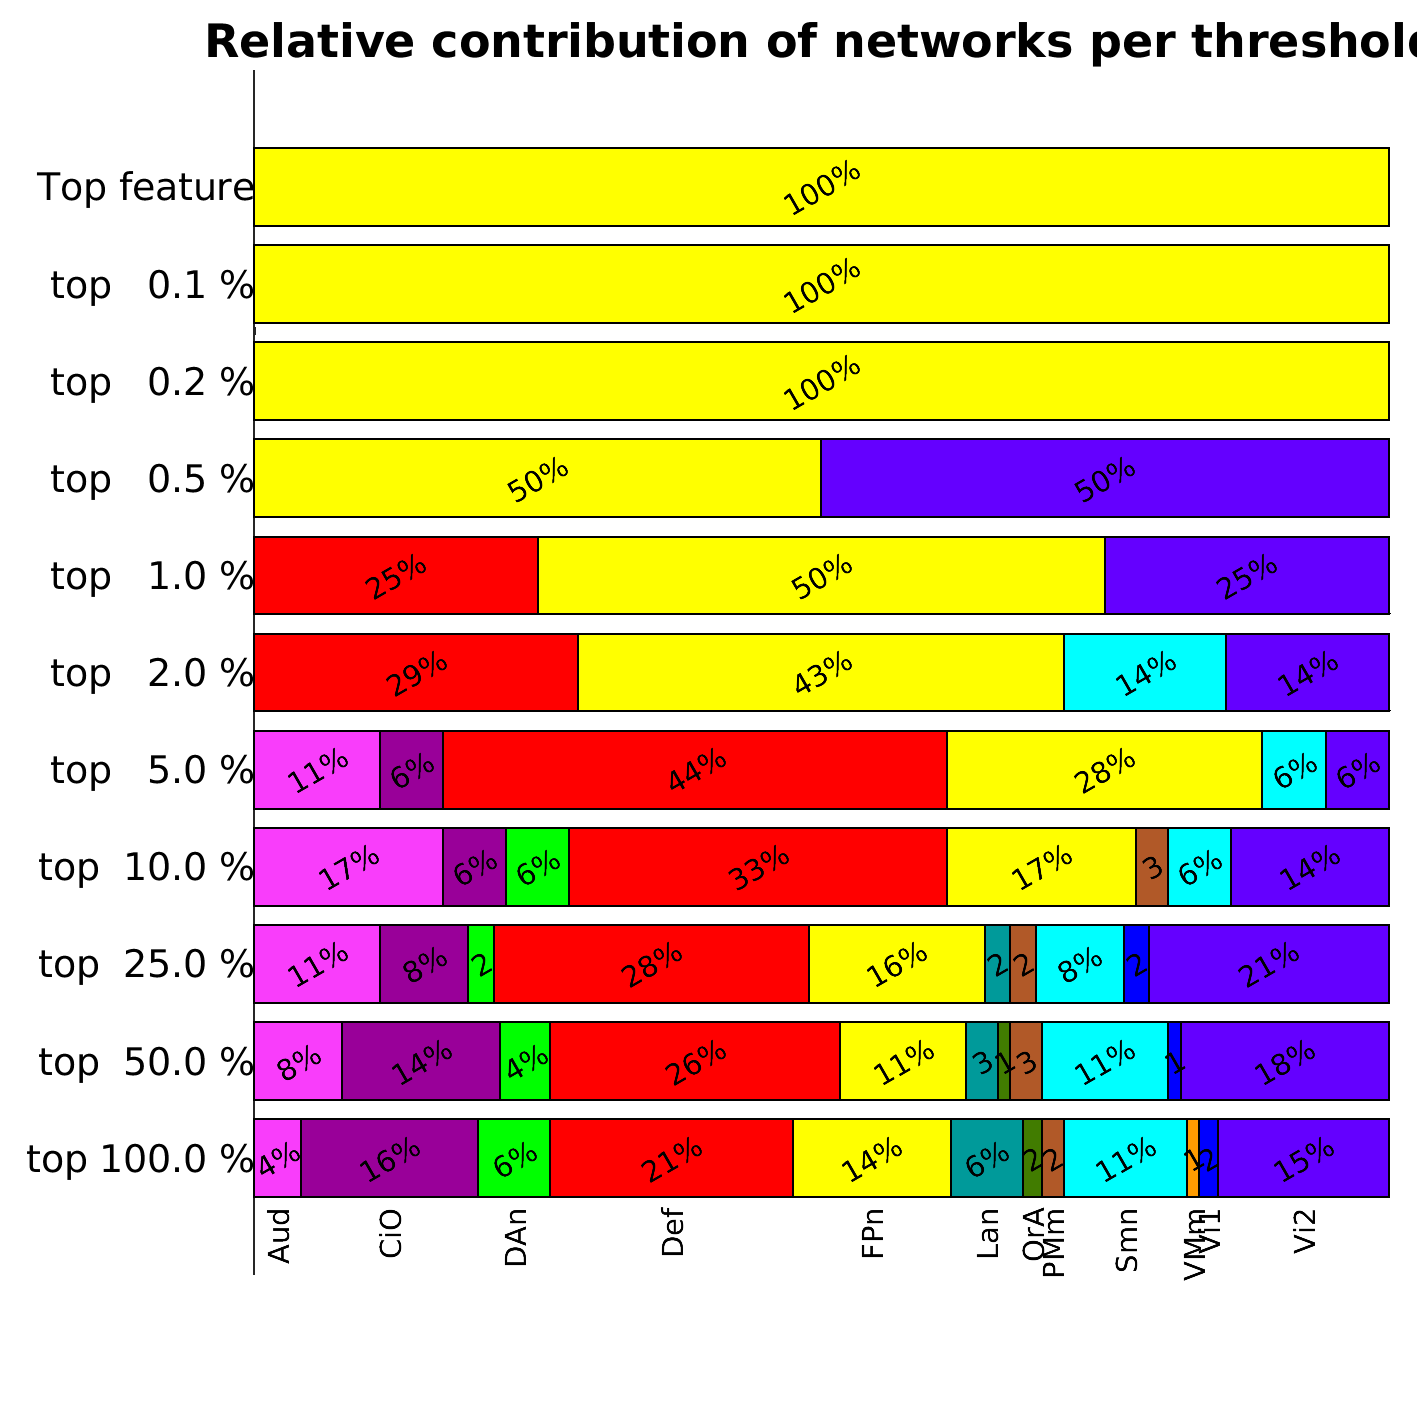 Relative contribution of networks per threshold
Top feature 100%
top 0.1 % 100%
top 0.2 % 100%
top 0.5 % 50% 50%
top 1.0 % 25% 50% 25%
top 2.0 % 29% 43% 14% 14%
top 5.0 % 11% 6% 44% 28% 6% 6%
top 10.0 % 17% 6% 6% 33% 17% 3 6% 14%
top 25.0 % 11% 8% 2 28% 16% 2 2 8% 2 21%
top 50.0 % 8% 14% 4% 26% 11% 3 1 3 11% 1 18%
top 100.0 % 4% 16% 6% 21% 14% 6% 2 2 11% 1 2 15%
Aud CiO DAn Def FPn Lan OrA PMm Smn VMm Vi1 Vi2